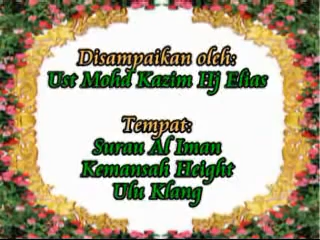 Disampaikan oleh:
Ust Mohd Kazim Hj Elias
Tempat:
Surau Al Iman
Kemansah Height
Ulu Klang